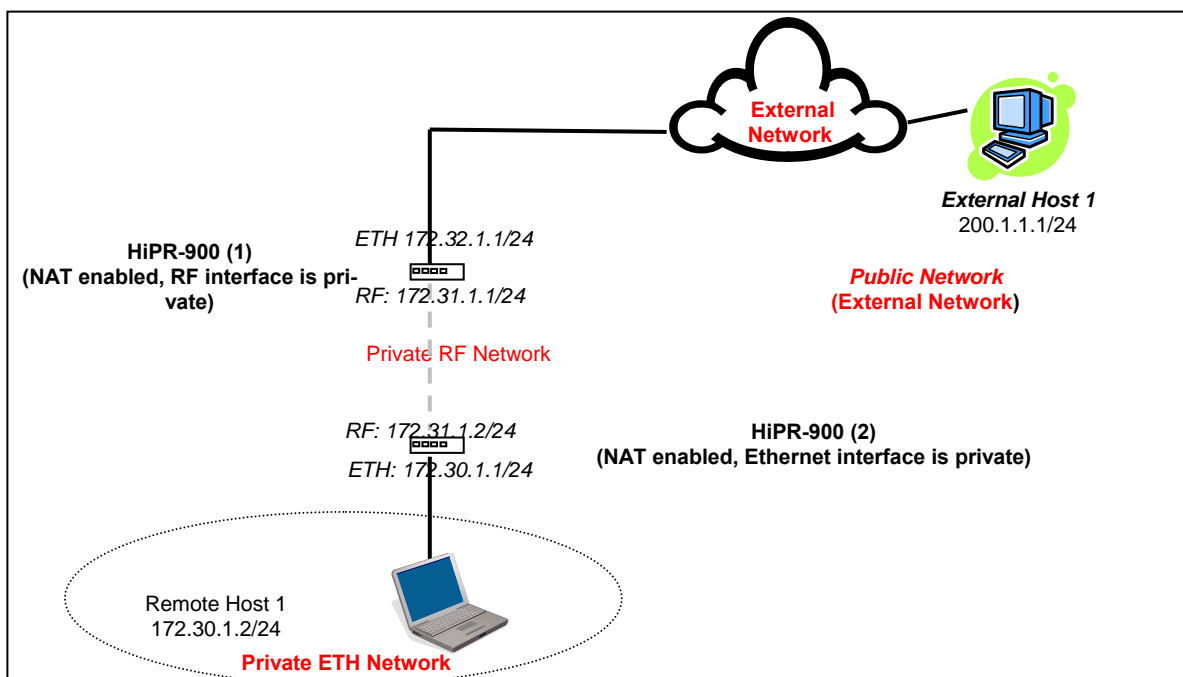 External
Network
External Host 1
200.1.1.1/24
ETH 172.32.1.1/24
HiPR-900 (1)
(NAT enabled, RF interface is pri-
vate)
RF: 172.31.1.1/24
Public Network
(External Network)
Private RF Network
RF: 172.31.1.2/24
ETH: 172.30.1.1/24
HiPR-900 (2)
(NAT enabled, Ethernet interface is private)
Remote Host 1
172.30.1.2/24
Private ETH Network